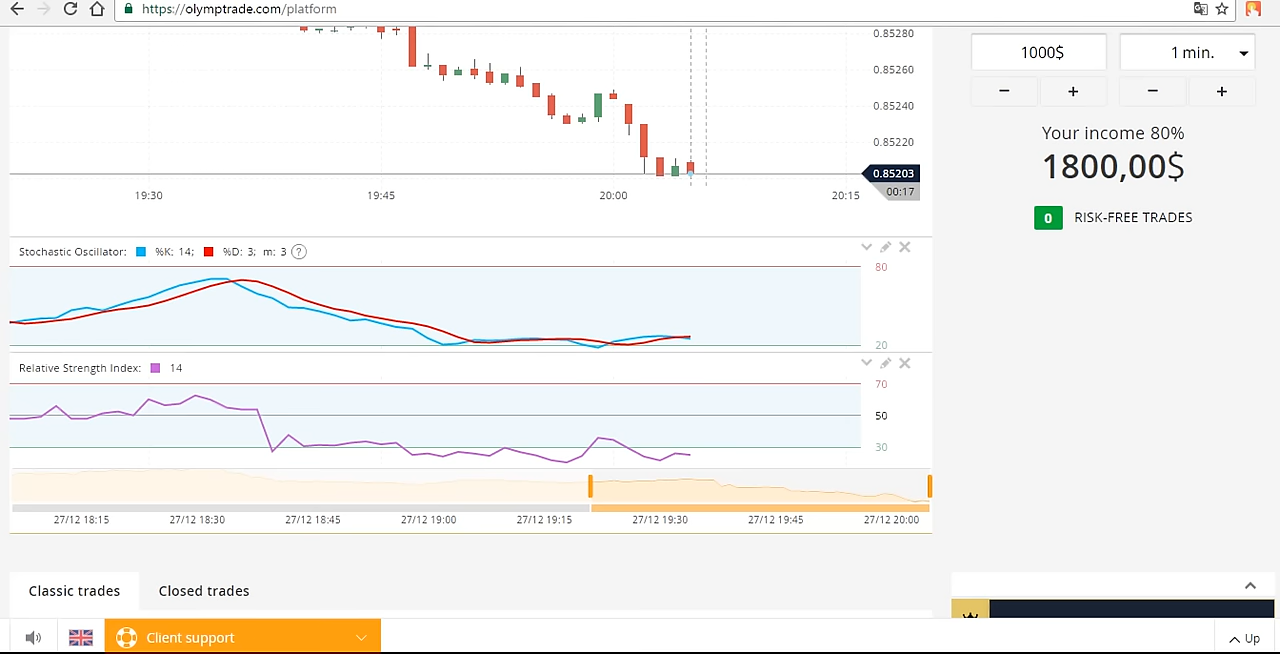 https://olymptrade.com/platform
0.85280
0.85260
0.85240
0.85220
0.85203
00:17
19:30 19:45 20:00 20:15
1000$ 1 min.
− + − +
Your income 80%
1800,00$
0 RISK-FREE TRADES
Stochastic Oscillator: %K: 14; %D: 3; m: 3 ?
80
20
Relative Strength Index: 14
70
50
30
27/12 18:15 27/12 18:30 27/12 18:45 27/12 19:00 27/12 19:15 27/12 19:30 27/12 19:45 27/12 20:00
Classic trades Closed trades
Client support
Up